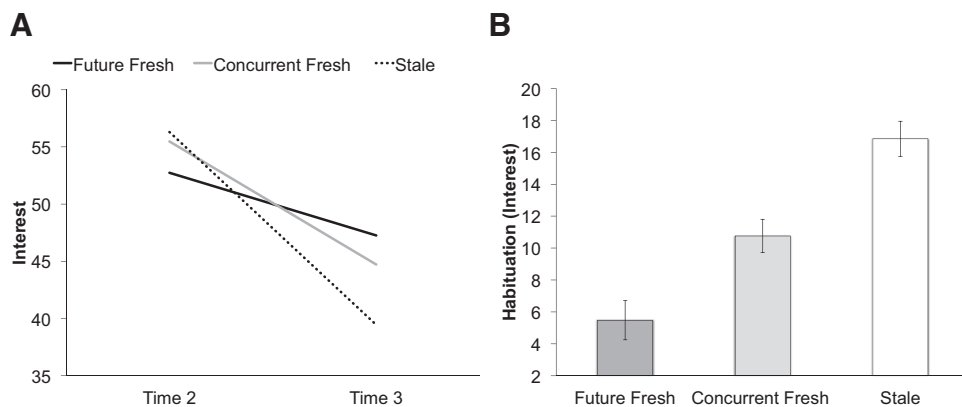 A
Future Fresh Concurrent Fresh Stale
60
55
50
45
40
35
Interest
Time 2 Time 3
B
20
18
16
14
12
10
8
6
4
2
Habituation (Interest)
Future Fresh Concurrent Fresh Stale